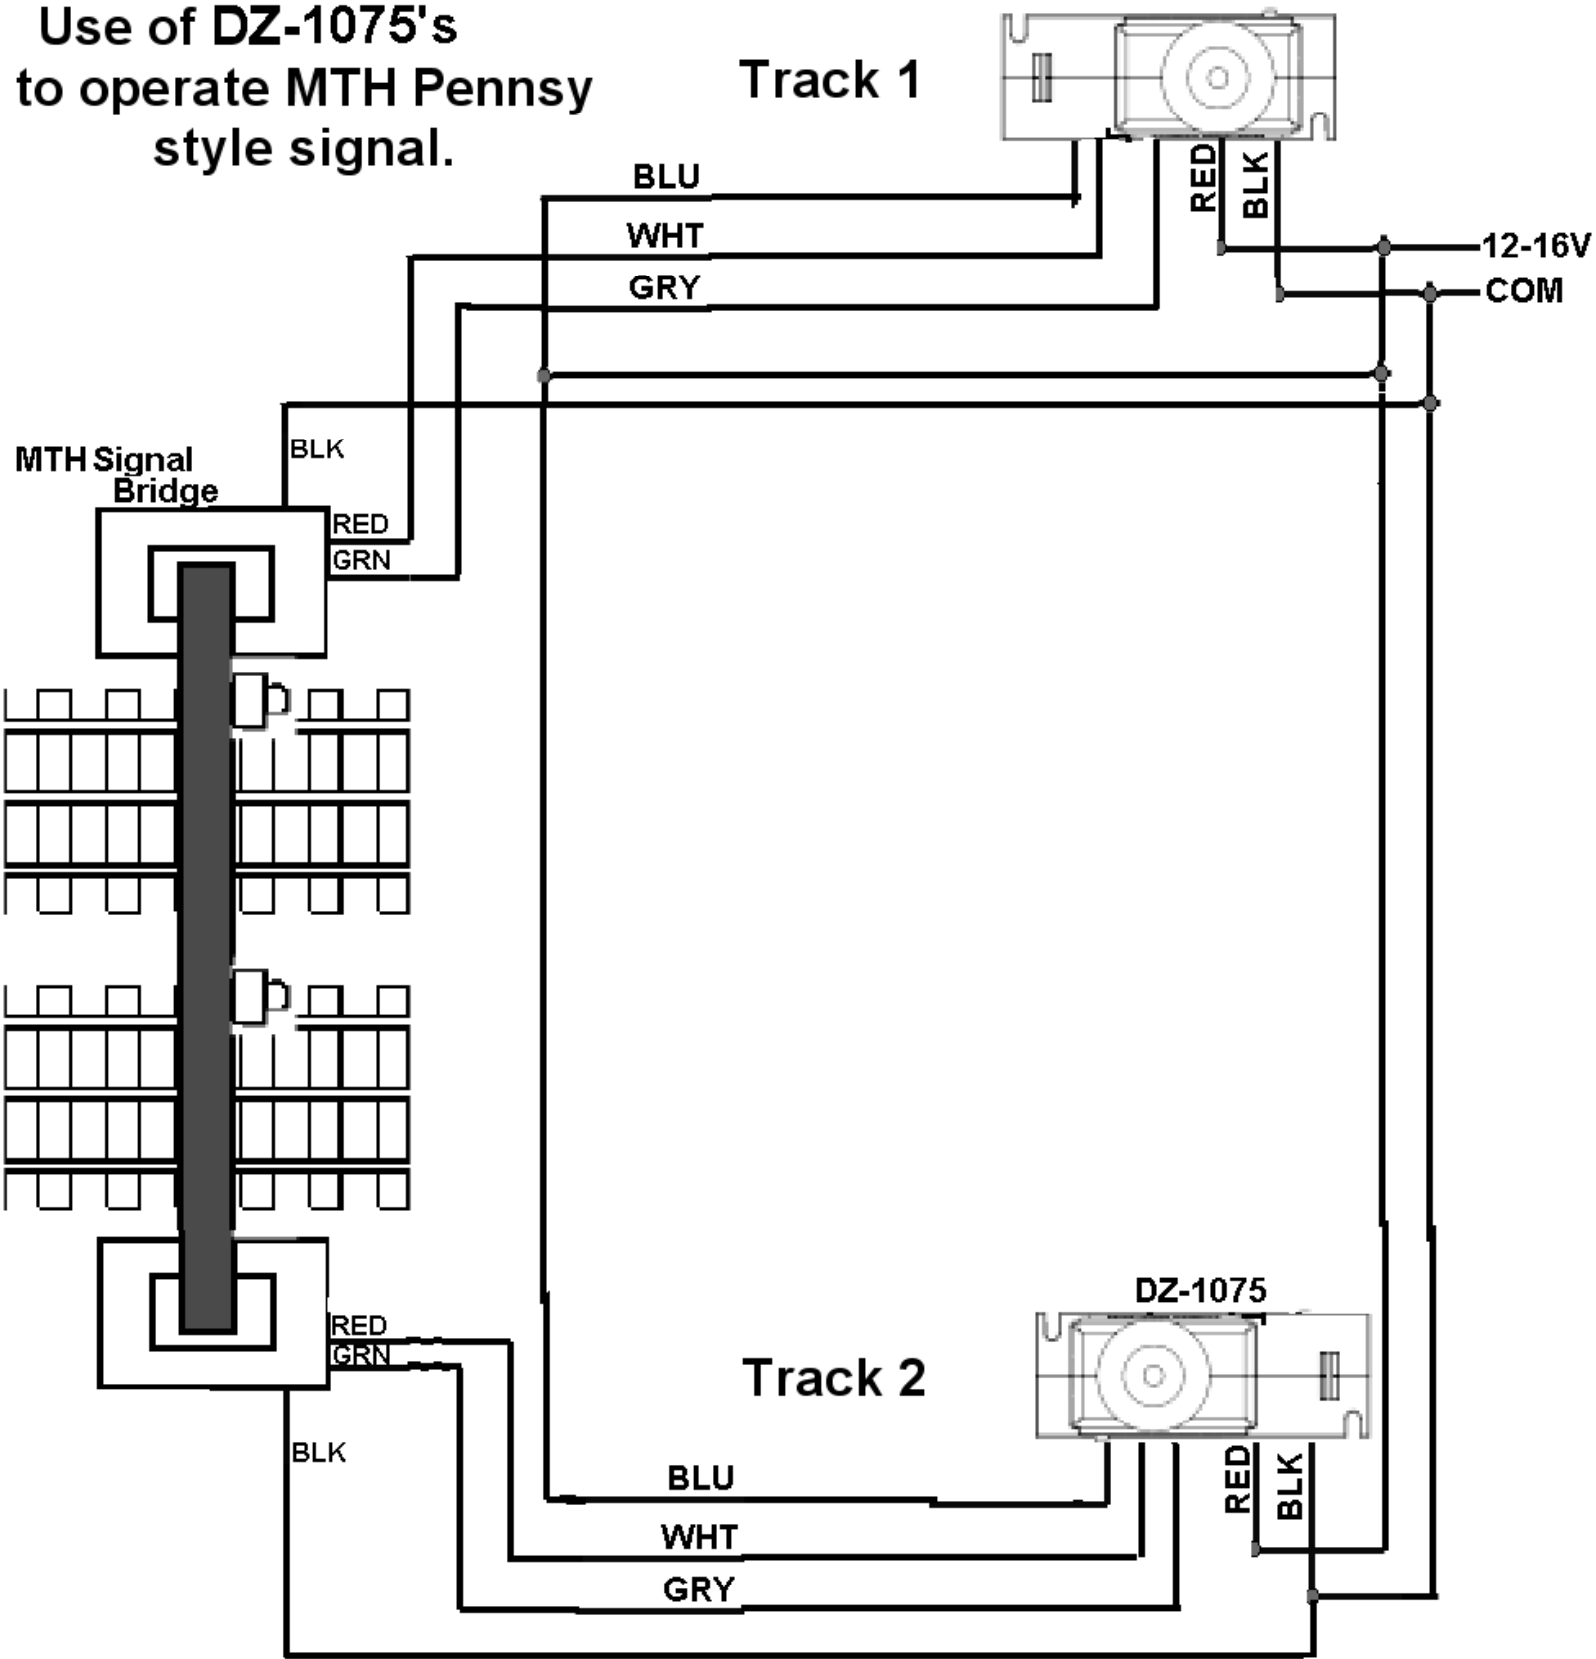 Use of DZ-1075's
to operate MTH Pennsy
style signal.
Track 1
BLU
WHT
GRY
RED
BLK
12-16V
COM
BLK
MTH Signal
Bridge
RED
GRN
DZ-1075
RED
GRN
Track 2
BLK
BLU
WHT
GRY
RED
BLK